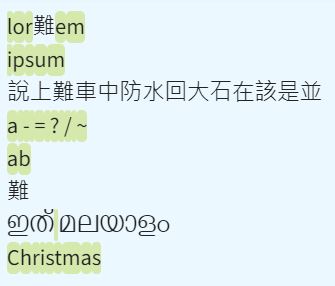 lor難em
ipsum
說上難車中防水回大石在該是並
a - = ? / ~
ab
難
ഇത് മലയാളം
Christmas